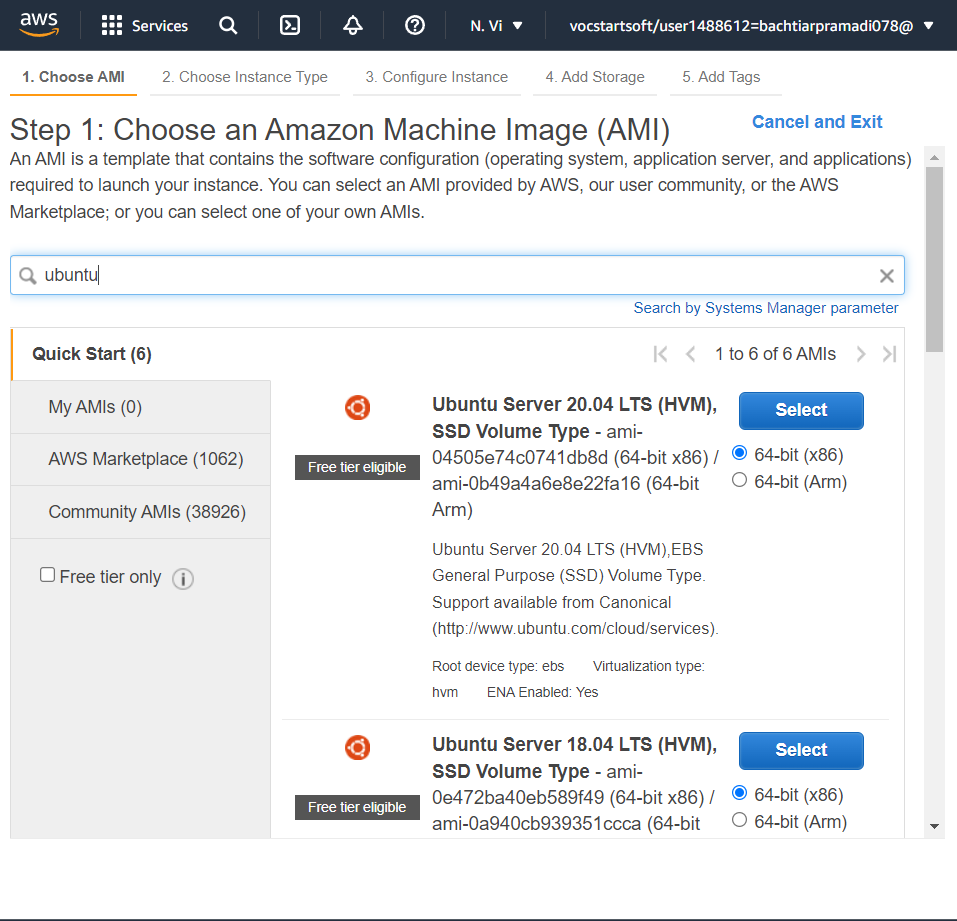 aws
Services
N. Vi
vocstartsoft/user1488612=bachtiarpramadi078@
1. Choose AMI
2. Choose Instance Type
3. Configure Instance
4. Add Storage
5. Add Tags
Step 1: Choose an Amazon Machine Image (AMI)
Cancel and Exit
An AMI is a template that contains the software configuration (operating system, application server, and applications)
required to launch your instance. You can select an AMI provided by AWS, our user community, or the AWS
Marketplace; or you can select one of your own AMIs.
ubuntu
Search by Systems Manager parameter
Quick Start (6)
1 to 6 of 6 AMIs
My AMIs (0)
AWS Marketplace (1062)
Community AMIs (38926)
Free tier only
Free tier eligible
Ubuntu Server 20.04 LTS (HVM),
SSD Volume Type - ami-
04505e74c0741db8d (64-bit x86) /
ami-0b49a4a6e8e22fa16 (64-bit
Arm)
Select
64-bit (x86)
64-bit (Arm)
Ubuntu Server 20.04 LTS (HVM),EBS
General Purpose (SSD) Volume Type.
Support available from Canonical
(http://www.ubuntu.com/cloud/services).
Root device type: ebs Virtualization type:
hvm ENA Enabled: Yes
Free tier eligible
Ubuntu Server 18.04 LTS (HVM),
SSD Volume Type - ami-
0e472ba40eb589f49 (64-bit x86) /
ami-0a940cb939351ccca (64-bit
Select
64-bit (x86)
64-bit (Arm)